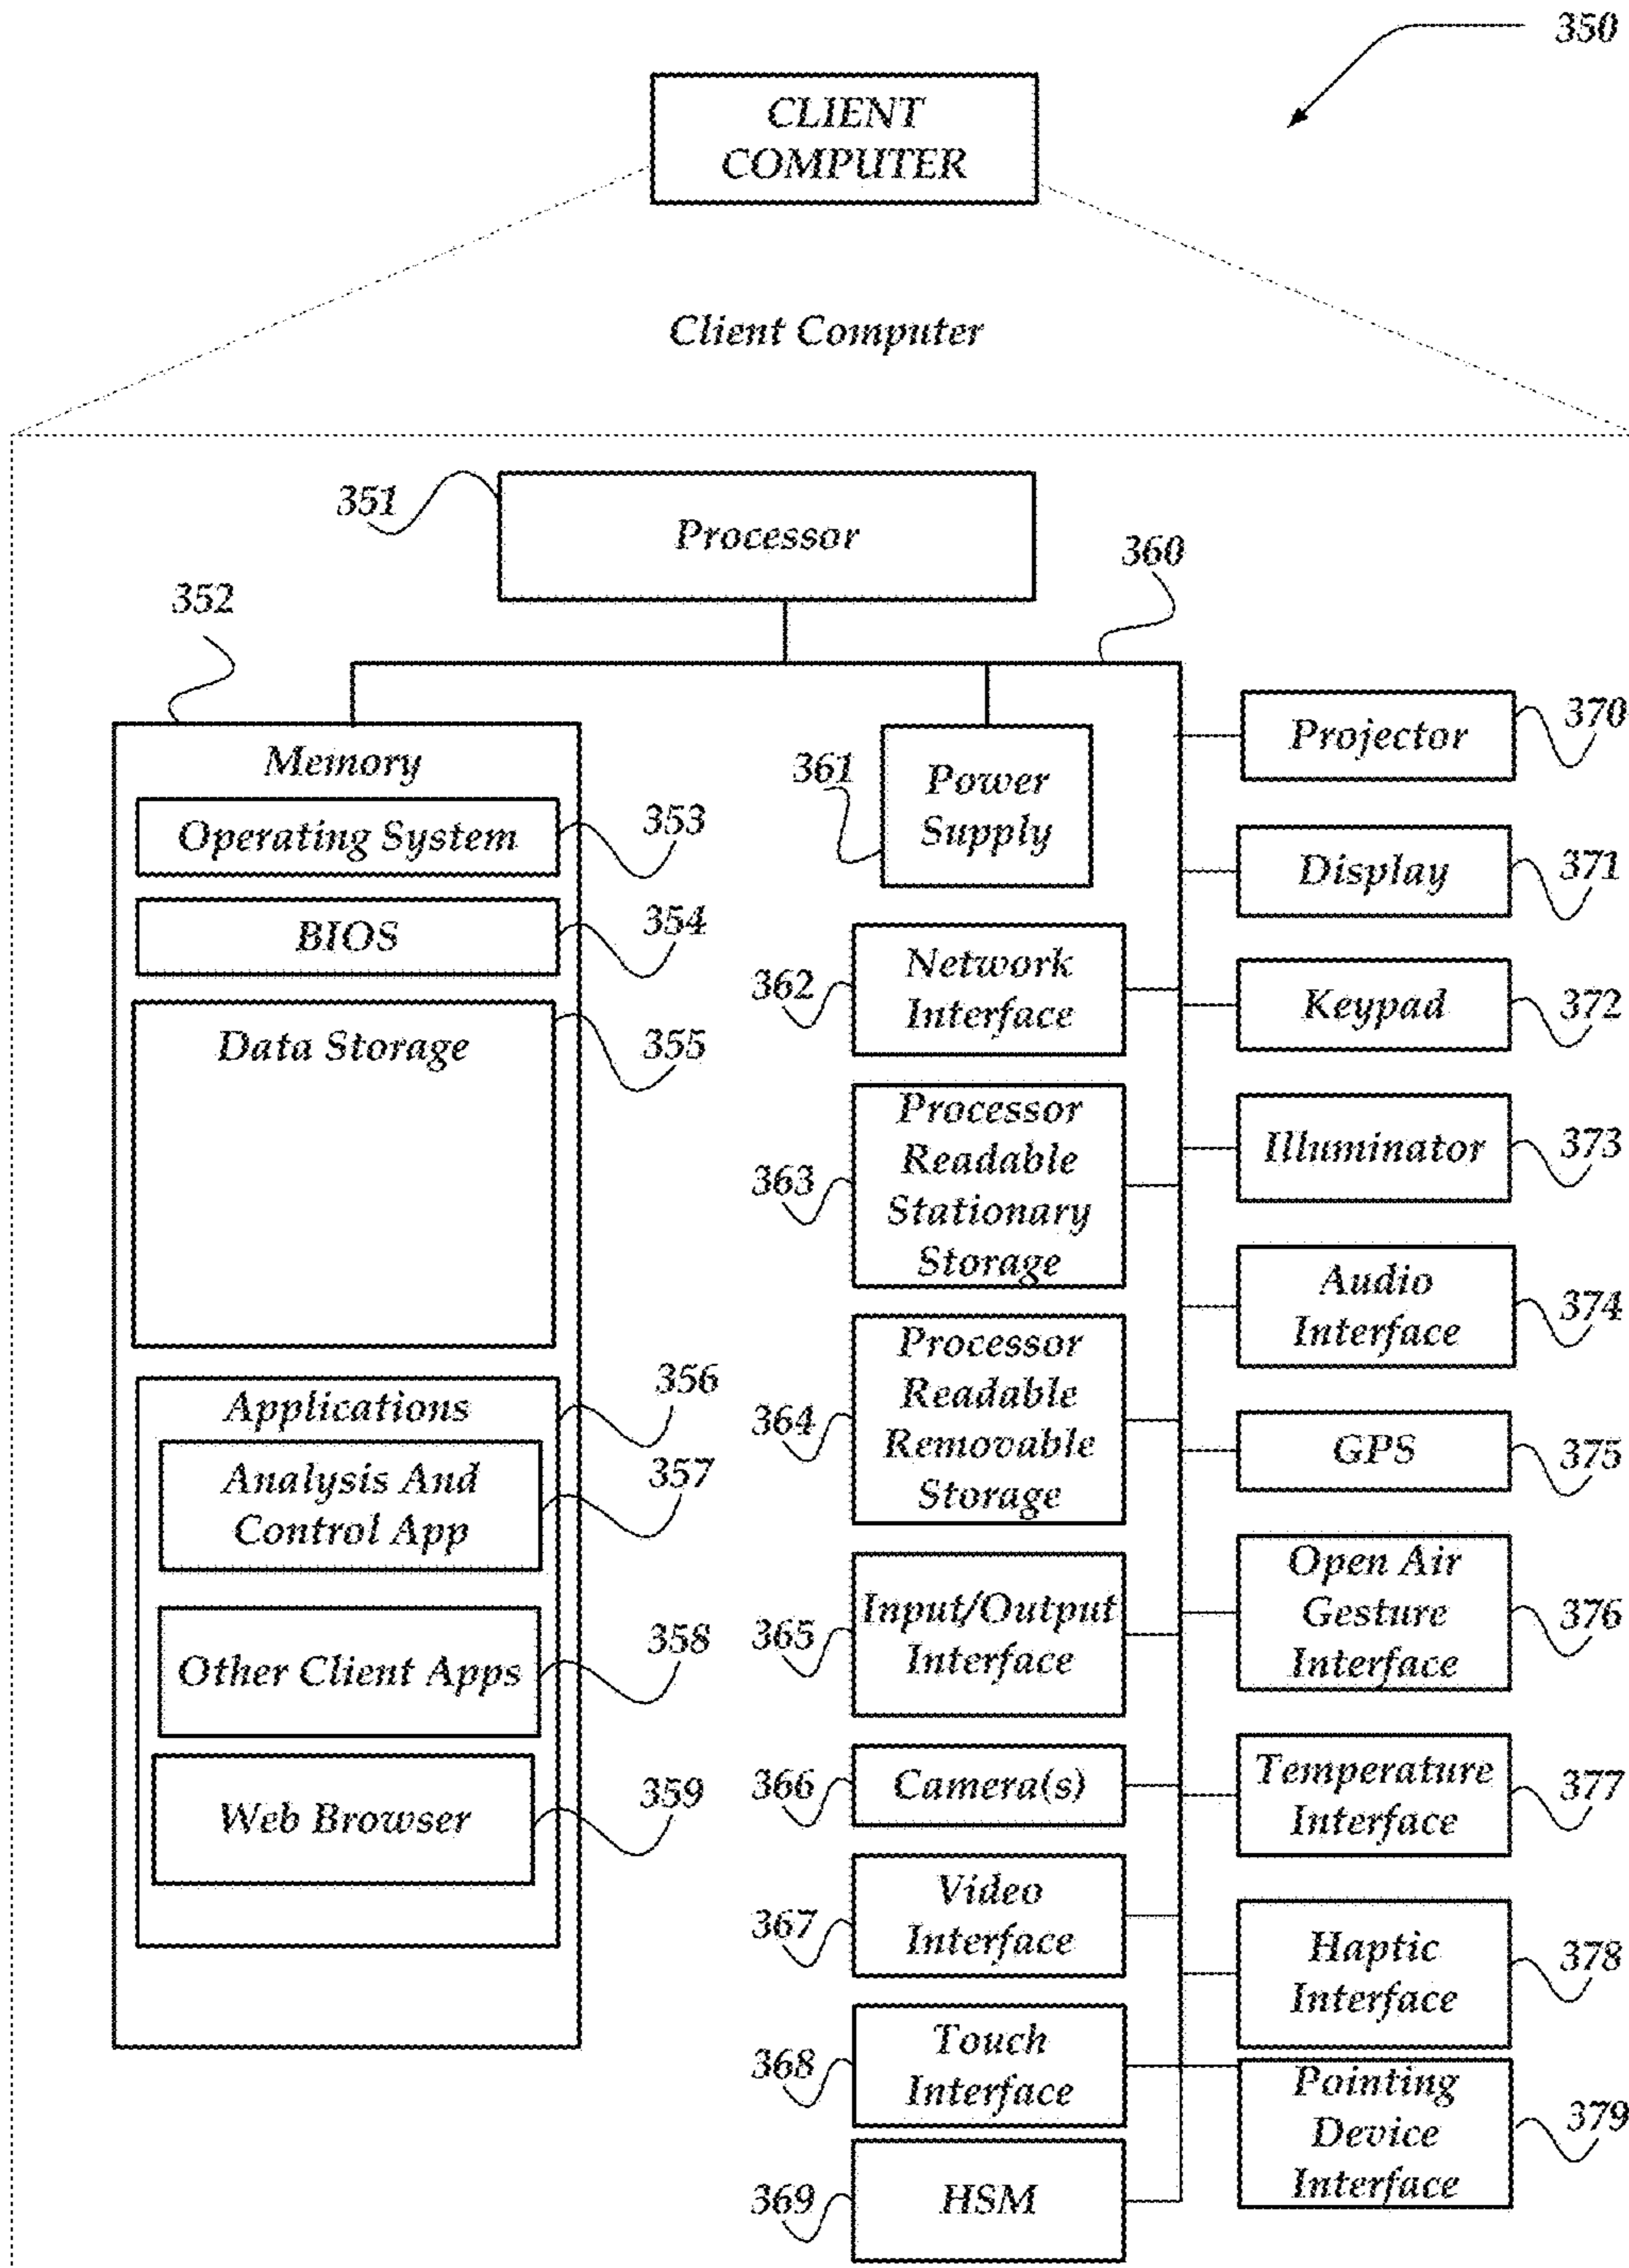 350
CLIENT
COMPUTER
Client Computer
351
Processor
360
352
Memory
Operating System
353
BIOS
354
Data Storage
355
Applications
356
Analysis And
Control App
357
Other Client Apps
358
Web Browser
359
361
Power
Supply
362
Network
Interface
363
Processor
Readable
Stationary
Storage
364
Processor
Readable
Removable
Storage
365
Input/Output
Interface
366
Camera(s)
367
Video
Interface
368
Touch
Interface
369
HSM
Projector
370
Display
371
Keypad
372
Illuminator
373
Audio
Interface
374
GPS
375
Open Air
Gesture
Interface
376
Temperature
Interface
377
Haptic
Interface
378
Pointing
Device
Interface
379